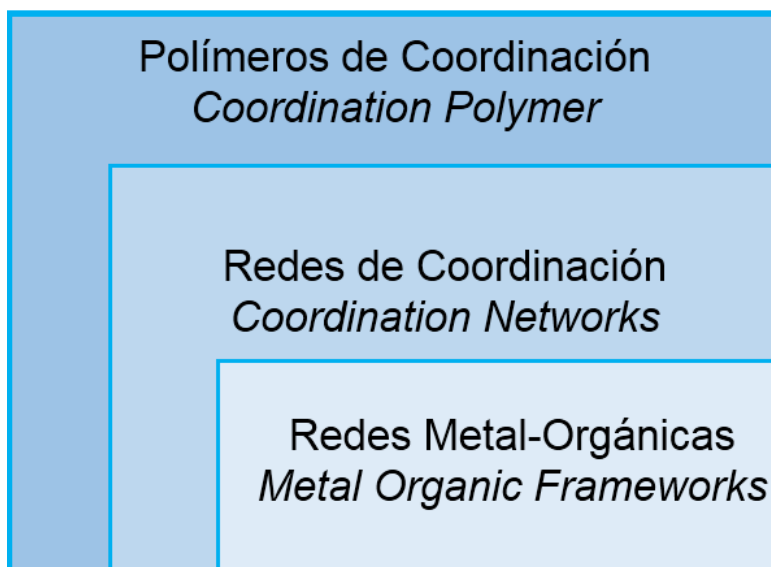 Polímeros de Coordinación
Coordination Polymer
Redes de Coordinación
Coordination Networks
Redes Metal-Orgánicas
Metal Organic Frameworks